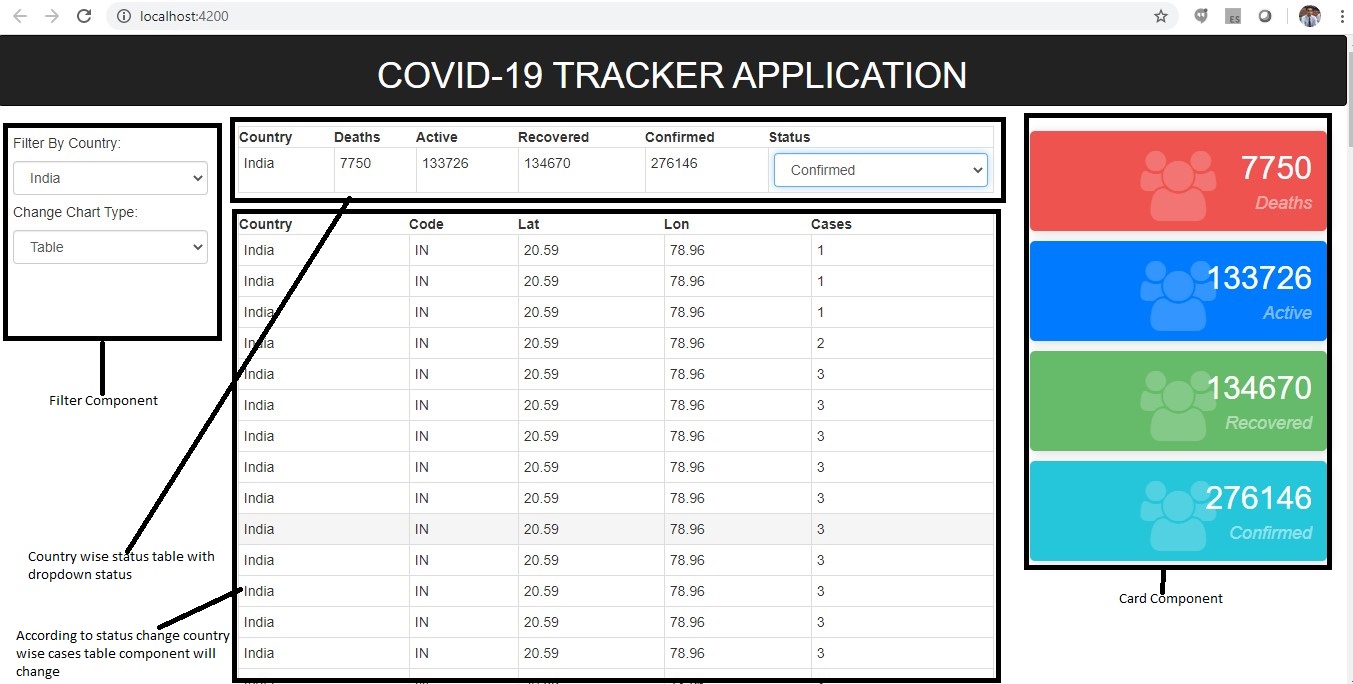 localhost:4200
ES
COVID-19 TRACKER APPLICATION
Filter By Country:
India
Change Chart Type:
Table
Filter Component
Country Deaths Active Recovered Confirmed Status
India 7750 133726 134670 276146 Confirmed
Country Code Lat Lon Cases
India IN 20.59 78.96 1
India IN 20.59 78.96 1
India IN 20.59 78.96 1
India IN 20.59 78.96 2
India IN 20.59 78.96 3
India IN 20.59 78.96 3
India IN 20.59 78.96 3
India IN 20.59 78.96 3
India IN 20.59 78.96 3
India IN 20.59 78.96 3
India IN 20.59 78.96 3
India IN 20.59 78.96 3
India IN 20.59 78.96 3
India IN 20.59 78.96 3
Country wise status table with
dropdown status
According to status change country
wise cases table component will
change
7750
Deaths
133726
Active
134670
Recovered
276146
Confirmed
Card Component